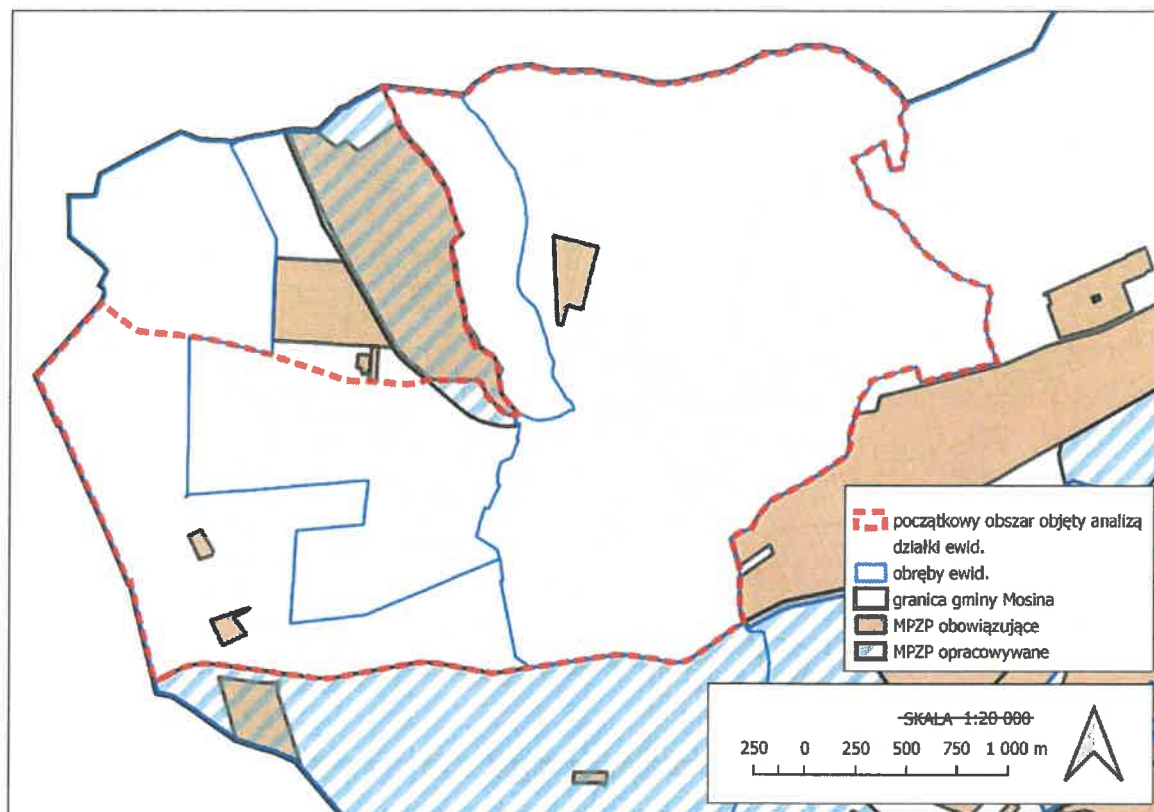 początkowy obszar objęty analizą
działki ewid.
obręby ewid.
granica gminy Mosina
MPZP obowiązujące
MPZP opracowywane
SKALA 1:20 000
250 0 250 500 750 1 000 m